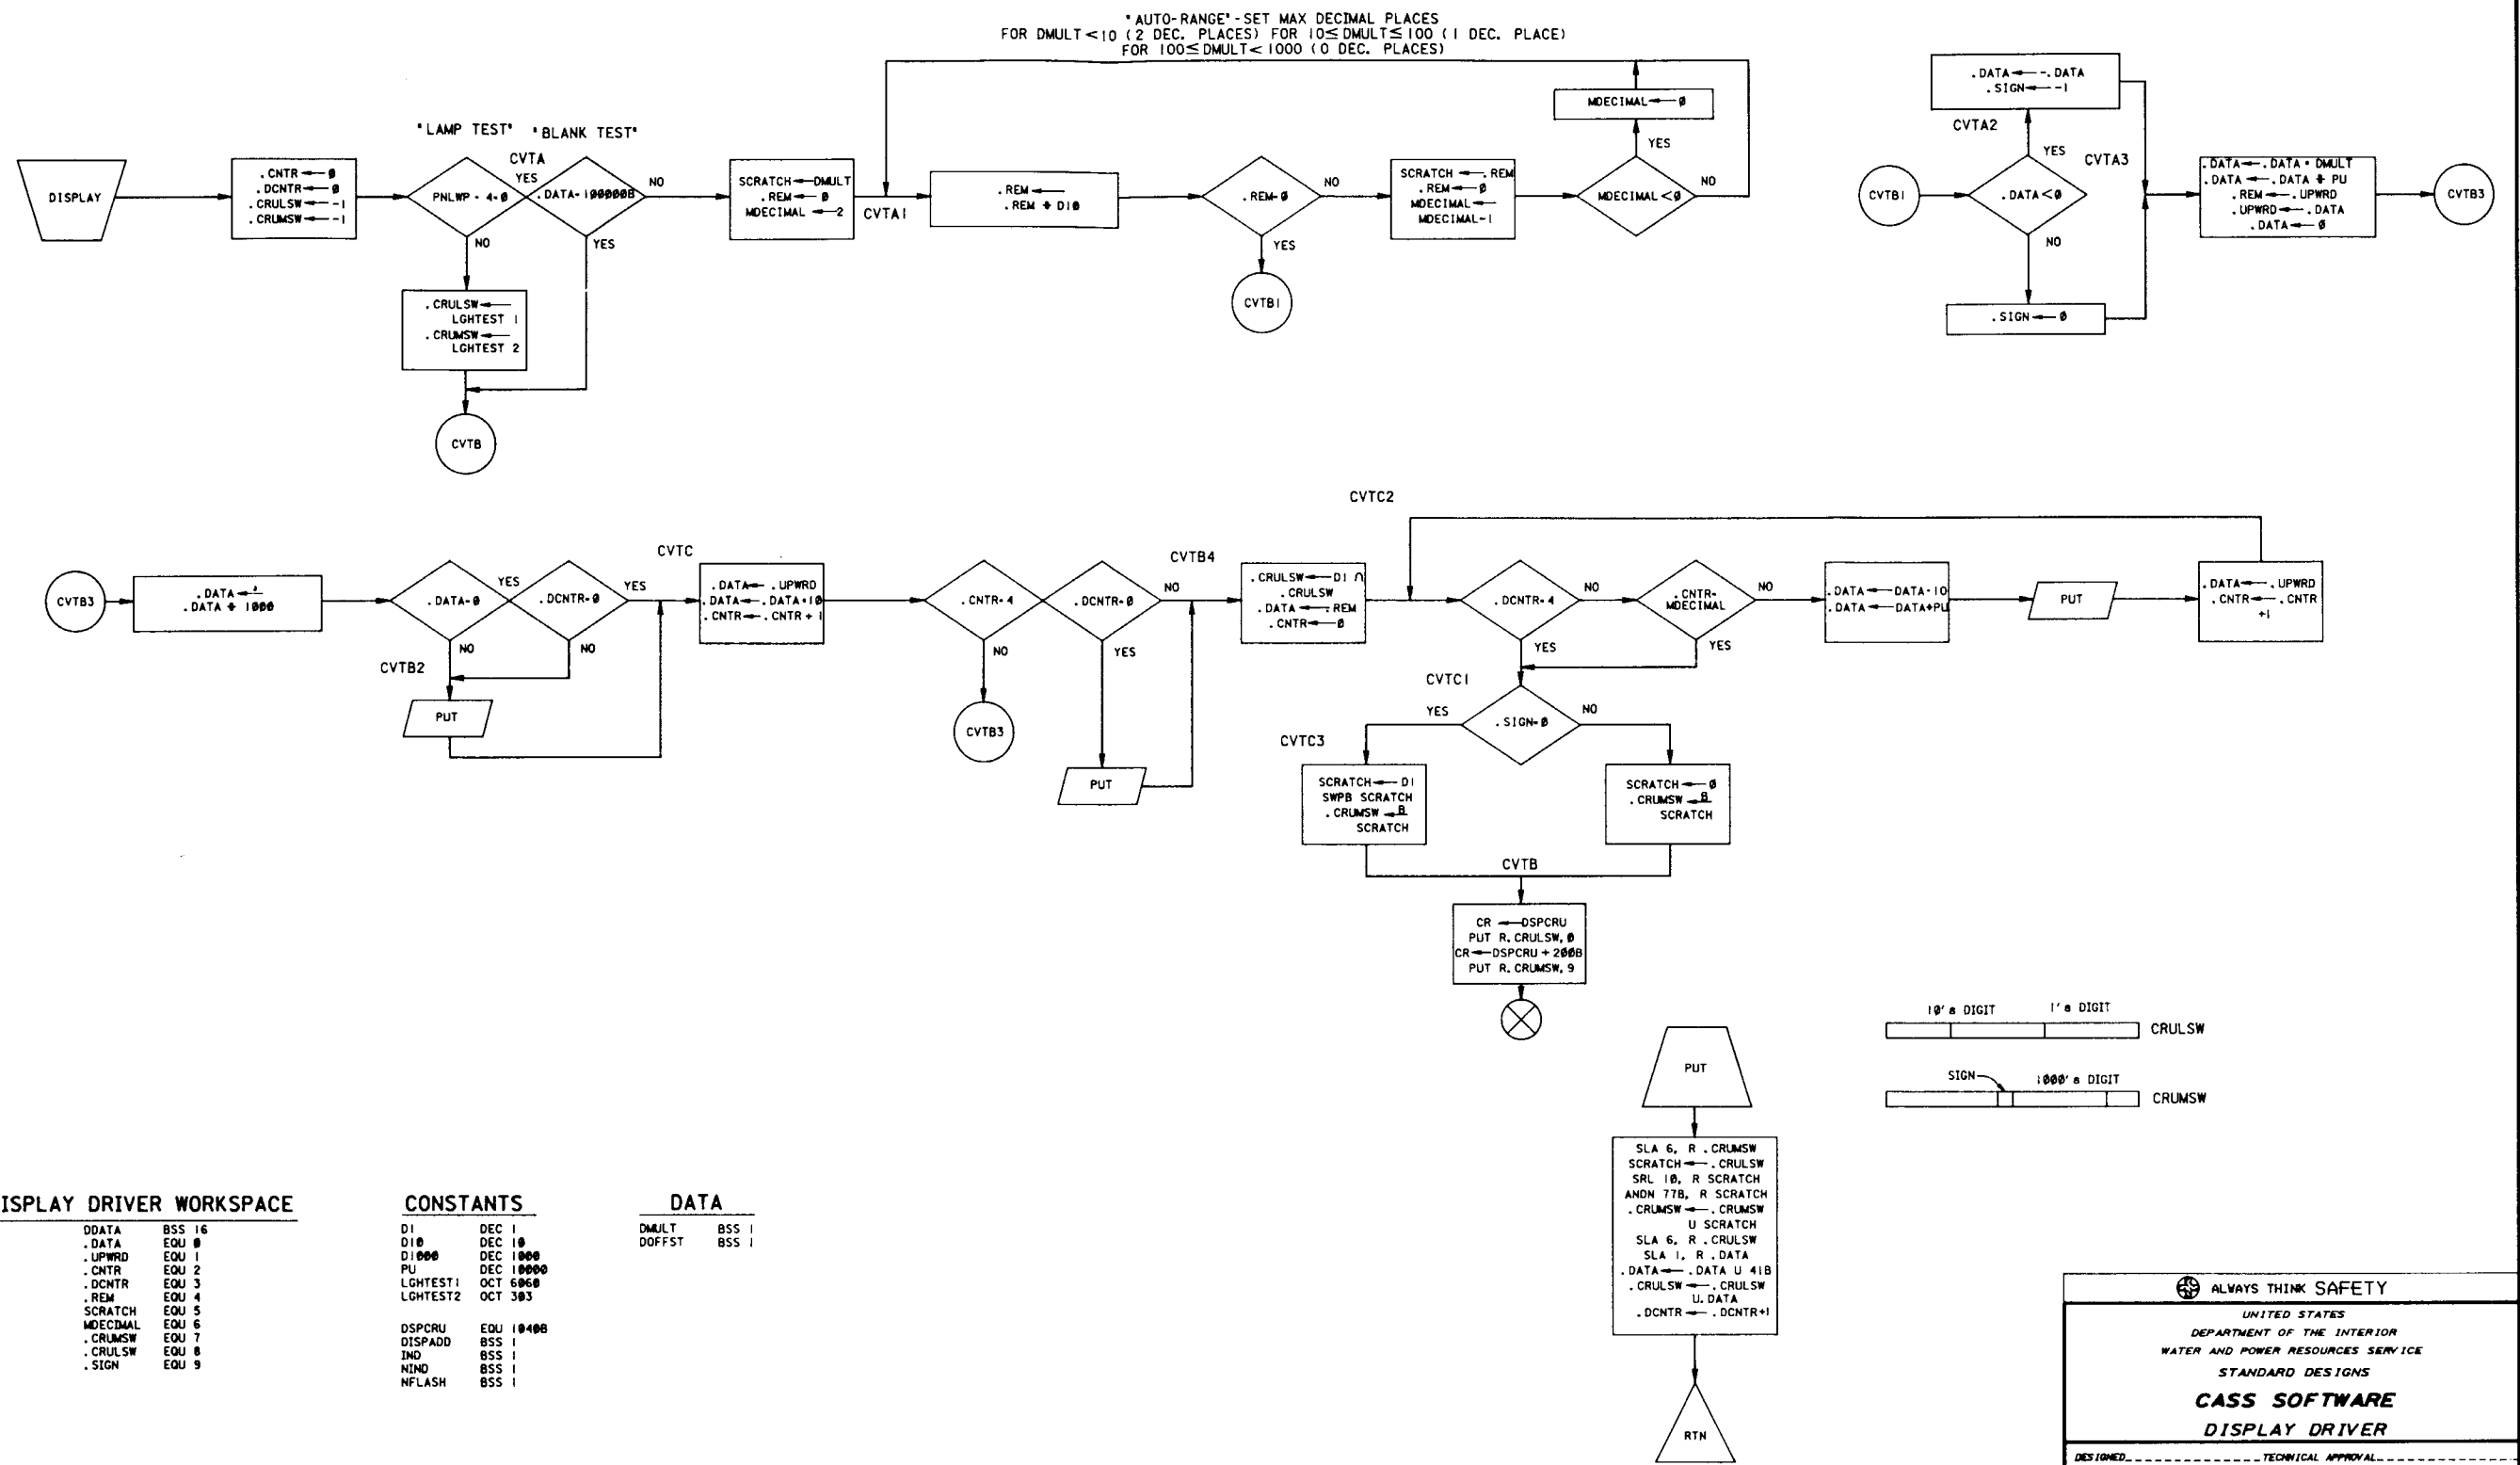 "AUTO-RANGE"-SET MAX DECIMAL PLACES
FOR DMULT<10 (2 DEC. PLACES) FOR 10≤DMULT≤100 (1 DEC. PLACE)
FOR 100≤DMULT<1000 (0 DEC. PLACES)
"LAMP TEST"
"BLANK TEST"
DISPLAY
.CNTR←0
.DCNTR←0
.CRULSW←-1
.CRUMSW←-1
PNLWP-4=0
YES
NO
CVTA
.DATA=100000B
NO
YES
.CRULSW←
LGHTEST 1
.CRUMSW←
LGHTEST 2
CVTB
SCRATCH←DMULT
.REM←0
MDECIMAL←2
CVTA1
.REM←
.REM ÷ D10
.REM=0
NO
YES
CVTB1
SCRATCH←.REM
.REM←0
MDECIMAL←
MDECIMAL-1
MDECIMAL<0
YES
NO
MDECIMAL←0
CVTB1
.DATA<0
YES
NO
CVTA2
.DATA←-.DATA
.SIGN←-1
.SIGN←0
CVTA3
.DATA←.DATA * DMULT
.DATA←.DATA ÷ PU
.REM←.UPWRD
.UPWRD←.DATA
.DATA←0
CVTB3
CVTB3
.DATA←
.DATA ÷ 1000
.DATA=0
YES
NO
.DCNTR=0
YES
NO
CVTB2
PUT
CVTC
.DATA←.UPWRD
.DATA←.DATA*10
.CNTR←.CNTR+1
.CNTR=4
NO
CVTB3
.DCNTR=0
NO
YES
PUT
CVTB4
.CRULSW←D1 ∩
.CRULSW
.DATA←.REM
.CNTR←0
CVTC2
.DCNTR=4
NO
YES
.CNTR=
MDECIMAL
NO
YES
.DATA←DATA*10
.DATA←DATA÷PU
PUT
.DATA←.UPWRD
.CNTR←.CNTR
+1
CVTC1
.SIGN=0
YES
NO
CVTC3
SCRATCH←D1
SWPB SCRATCH
.CRUMSW←B
SCRATCH
SCRATCH←0
.CRUMSW←B
SCRATCH
CVTB
CR←DSPCRU
PUT R.CRULSW,0
CR←DSPCRU+200B
PUT R.CRUMSW,9
PUT
SLA 6, R .CRUMSW
SCRATCH←.CRULSW
SRL 10, R SCRATCH
ANDN 77B, R SCRATCH
.CRUMSW←.CRUMSW
U SCRATCH
SLA 6, R .CRULSW
SLA 1, R .DATA
.DATA←.DATA U 41B
.CRULSW←.CRULSW
U.DATA
.DCNTR←.DCNTR+1
RTN
10's DIGIT 1's DIGIT
CRULSW
SIGN 1000's DIGIT
CRUMSW
ISPLAY DRIVER WORKSPACE
DDATA BSS 16
.DATA EQU 0
.UPWRD EQU 1
.CNTR EQU 2
.DCNTR EQU 3
.REM EQU 4
SCRATCH EQU 5
MDECIMAL EQU 6
.CRUMSW EQU 7
.CRULSW EQU 8
.SIGN EQU 9
CONSTANTS
D1 DEC 1
D10 DEC 10
D1000 DEC 1000
PU DEC 10000
LGHTEST1 OCT 6060
LGHTEST2 OCT 303
DSPCRU EQU 1040B
DISPADD BSS 1
IND BSS 1
NIND BSS 1
NFLASH BSS 1
DATA
DMULT BSS 1
DOFFST BSS 1
ALWAYS THINK SAFETY
UNITED STATES
DEPARTMENT OF THE INTERIOR
WATER AND POWER RESOURCES SERVICE
STANDARD DESIGNS
CASS SOFTWARE
DISPLAY DRIVER
DESIGNED TECHNICAL APPROVAL